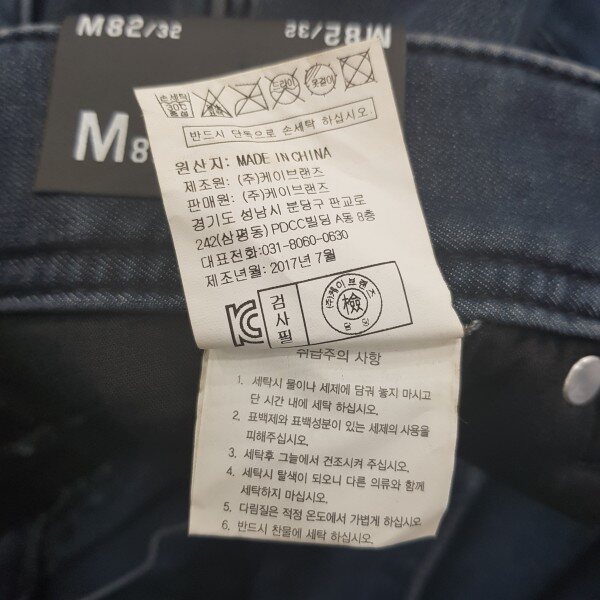 M82/32
M82/32
M8
손세탁
30℃
중성
드라이
옷걸이
반드시 단독으로 손세탁 하십시오.
원산지: MADE IN CHINA
제조원: (주)케이브랜즈
판매원: (주)케이브랜즈
경기도 성남시 분당구 판교로
242(삼평동) PDCC빌딩 A동 8층
대표전화:031-8060-0630
제조년월: 2017년 7월
검사필
(주)케이브랜즈
檢
취급주의 사항
1. 세탁시 물이나 세제에 담궈 놓지 마시고
단 시간 내에 세탁 하십시오.
2. 표백제와 표백성분이 있는 세제의 사용을
피해주십시오.
3. 세탁후 그늘에서 건조시켜 주십시오.
4. 세탁시 탈색이 되오니 다른 의류와 함께
세탁하지 마십시오.
5. 다림질은 적정 온도에서 가볍게 하십시오
6. 반드시 찬물에 세탁 하십시오.